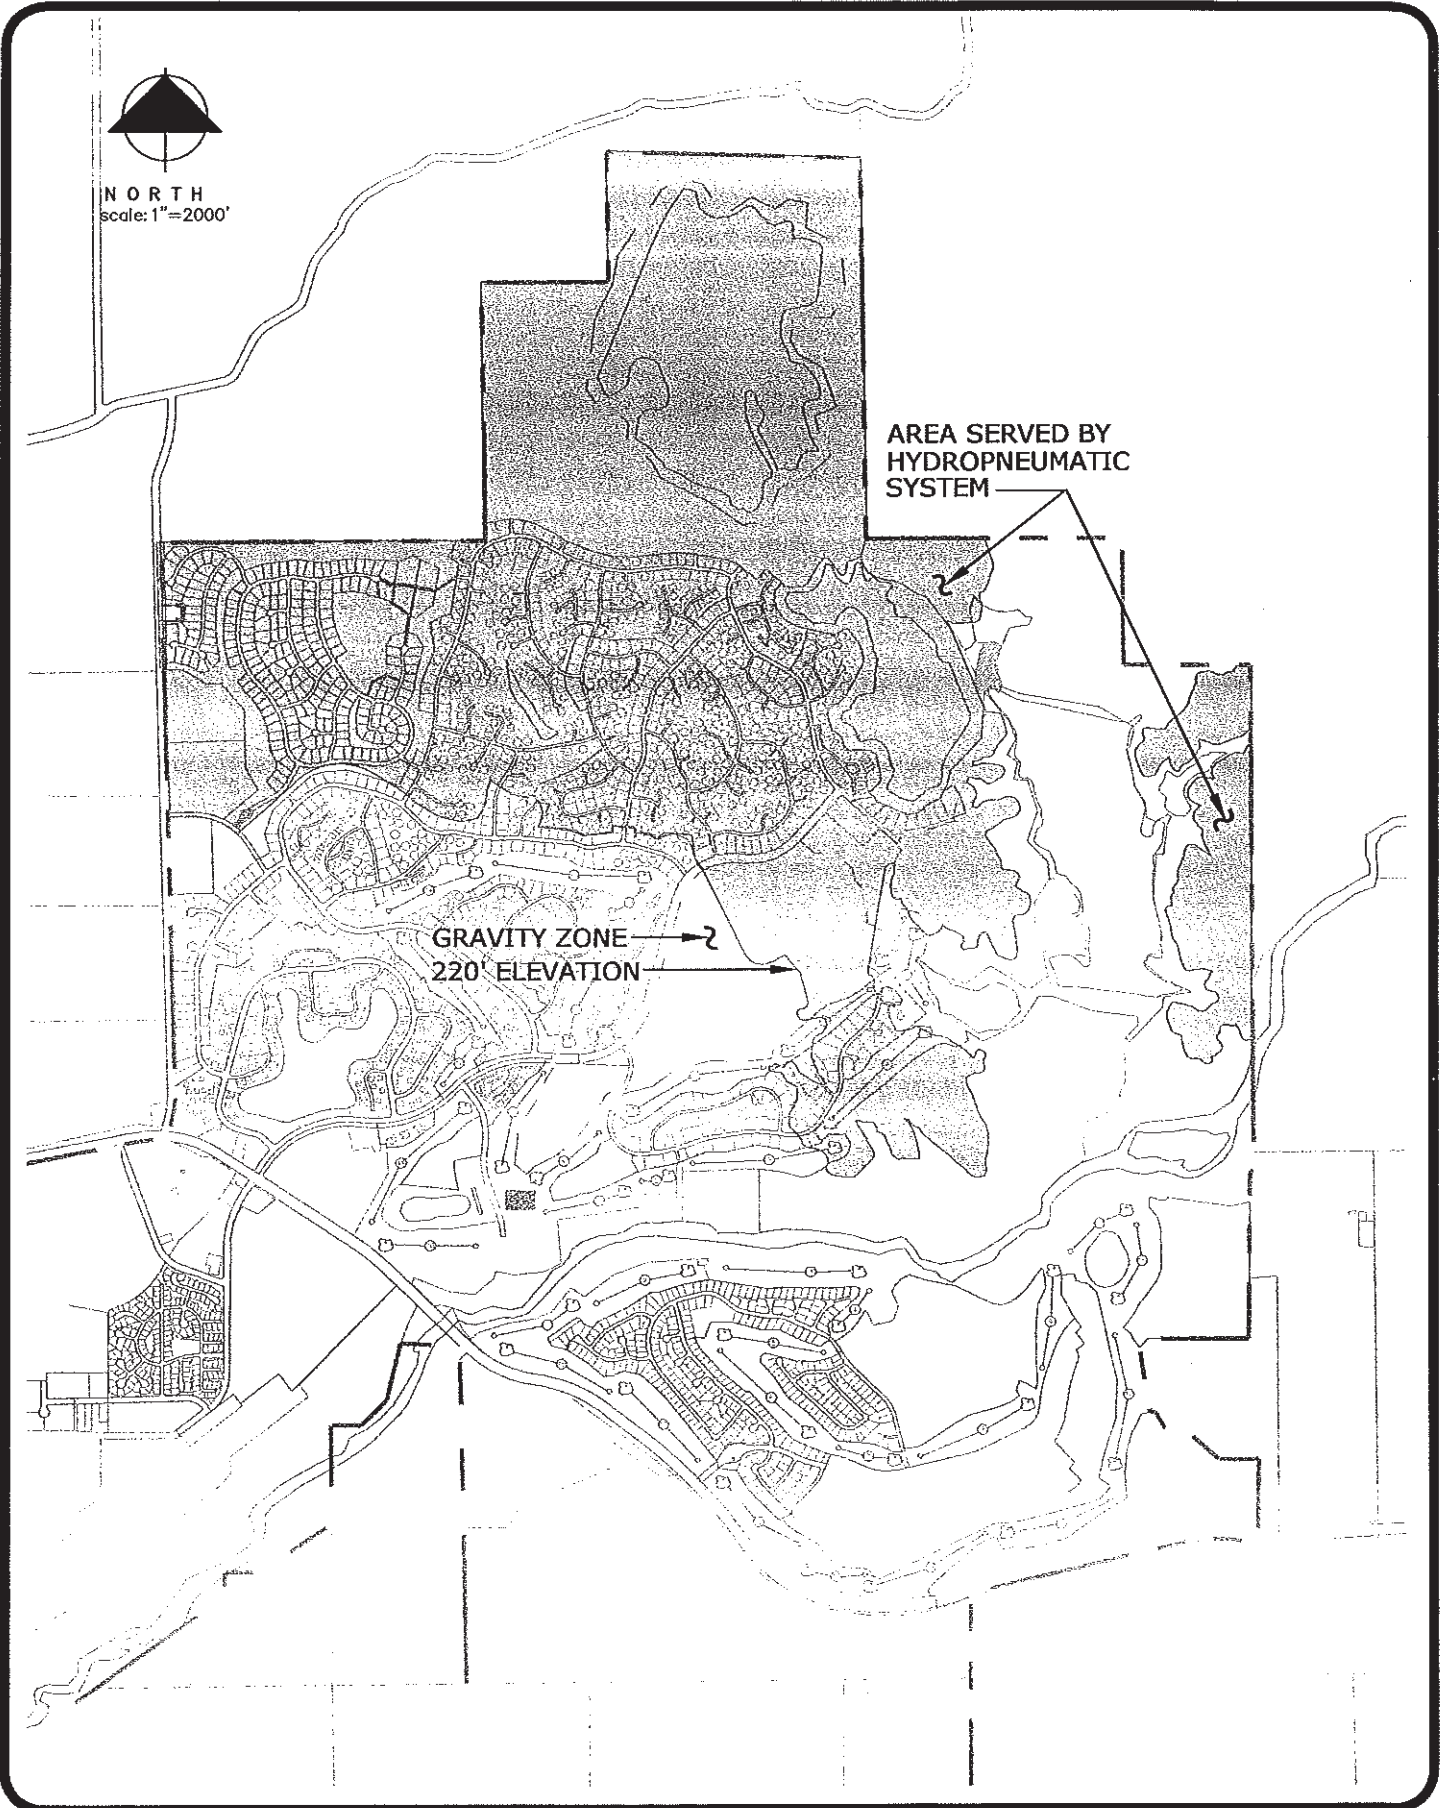 NORTH
scale: 1"=2000'
AREA SERVED BY
HYDROPNEUMATIC
SYSTEM
GRAVITY ZONE
220' ELEVATION